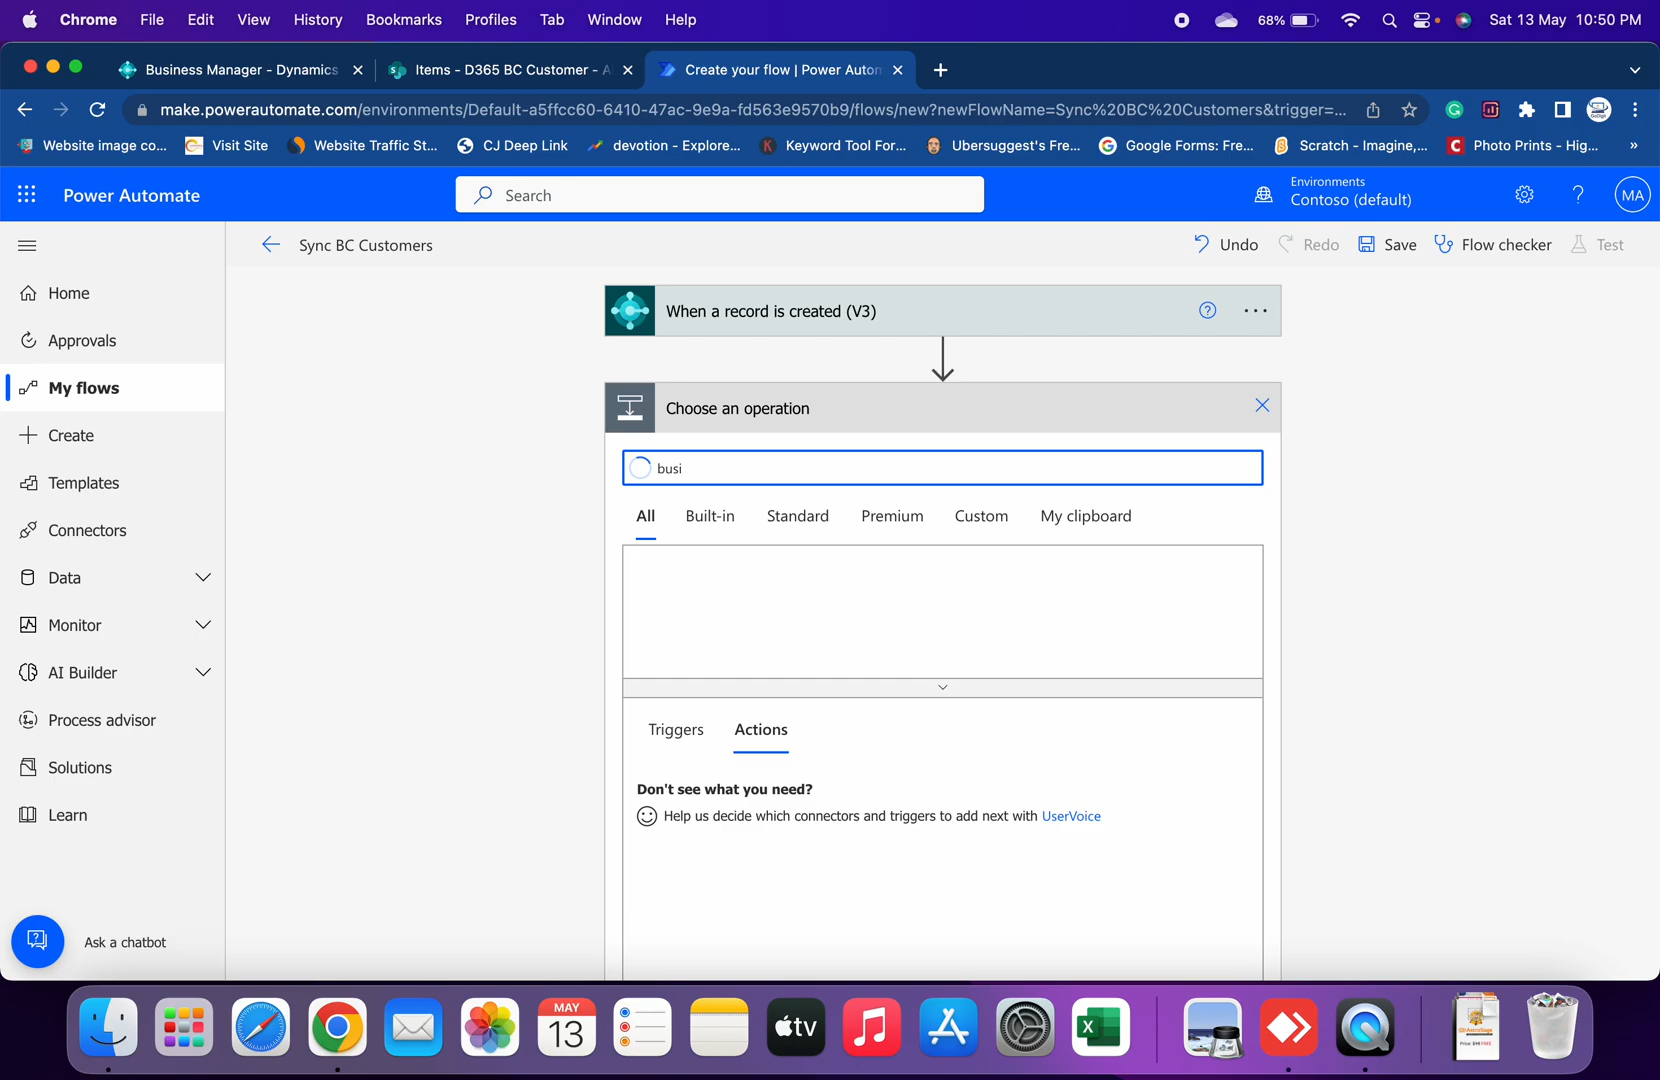 Chrome File Edit View History Bookmarks Profiles Tab Window Help 68% Sat 13 May 10:50 PM
Business Manager - Dynamics Items - D365 BC Customer - A Create your flow | Power Auton
make.powerautomate.com/environments/Default-a5ffcc60-6410-47ac-9e9a-fd563e9570b9/flows/new?newFlowName=Sync%20BC%20Customers&trigger=...
Website image co... Visit Site Website Traffic St... CJ Deep Link devotion - Explore... Keyword Tool For... Ubersuggest's Fre... Google Forms: Fre... Scratch - Imagine,... Photo Prints - Hig... »
Power Automate Search Environments
Contoso (default) MA
Sync BC Customers Undo Redo Save Flow checker Test
Home
Approvals
My flows
Create
Templates
Connectors
Data
Monitor
AI Builder
Process advisor
Solutions
Learn
Ask a chatbot
When a record is created (V3)
Choose an operation
busi
All Built-in Standard Premium Custom My clipboard
Triggers Actions
Don't see what you need?
Help us decide which connectors and triggers to add next with UserVoice
MAY
13
tv